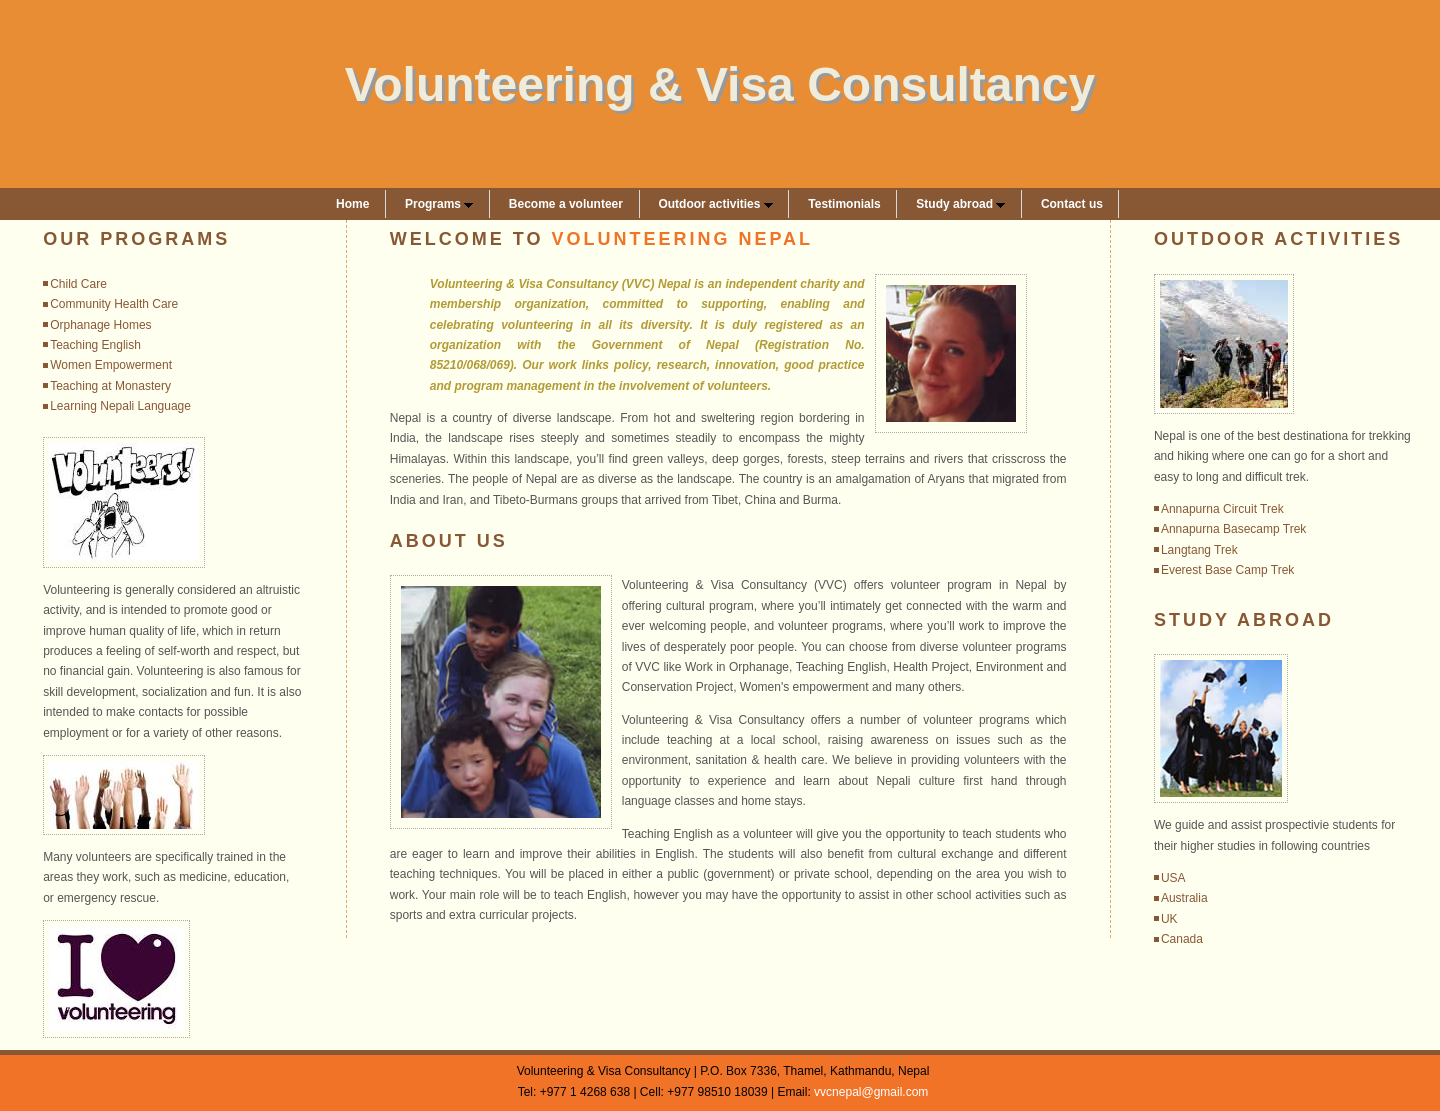 Volunteering & Visa Consultancy
Home
Programs
Become a volunteer
Outdoor activities
Testimonials
Study abroad
Contact us
OUR PROGRAMS
Child Care
Community Health Care
Orphanage Homes
Teaching English
Women Empowerment
Teaching at Monastery
Learning Nepali Language
Volunteers!
Volunteering is generally considered an altruistic
activity, and is intended to promote good or
improve human quality of life, which in return
produces a feeling of self-worth and respect, but
no financial gain. Volunteering is also famous for
skill development, socialization and fun. It is also
intended to make contacts for possible
employment or for a variety of other reasons.
Many volunteers are specifically trained in the
areas they work, such as medicine, education,
or emergency rescue.
I
volunteering
WELCOME TO VOLUNTEERING NEPAL
Volunteering & Visa Consultancy (VVC) Nepal is an independent charity and
membership organization, committed to supporting, enabling and
celebrating volunteering in all its diversity. It is duly registered as an
organization with the Government of Nepal (Registration No.
85210/068/069). Our work links policy, research, innovation, good practice
and program management in the involvement of volunteers.
Nepal is a country of diverse landscape. From hot and sweltering region bordering in
India, the landscape rises steeply and sometimes steadily to encompass the mighty
Himalayas. Within this landscape, you’ll find green valleys, deep gorges, forests, steep terrains and rivers that crisscross the
sceneries. The people of Nepal are as diverse as the landscape. The country is an amalgamation of Aryans that migrated from
India and Iran, and Tibeto-Burmans groups that arrived from Tibet, China and Burma.
ABOUT US
Volunteering & Visa Consultancy (VVC) offers volunteer program in Nepal by
offering cultural program, where you’ll intimately get connected with the warm and
ever welcoming people, and volunteer programs, where you’ll work to improve the
lives of desperately poor people. You can choose from diverse volunteer programs
of VVC like Work in Orphanage, Teaching English, Health Project, Environment and
Conservation Project, Women's empowerment and many others.
Volunteering & Visa Consultancy offers a number of volunteer programs which
include teaching at a local school, raising awareness on issues such as the
environment, sanitation & health care. We believe in providing volunteers with the
opportunity to experience and learn about Nepali culture first hand through
language classes and home stays.
Teaching English as a volunteer will give you the opportunity to teach students who
are eager to learn and improve their abilities in English. The students will also benefit from cultural exchange and different
teaching techniques. You will be placed in either a public (government) or private school, depending on the area you wish to
work. Your main role will be to teach English, however you may have the opportunity to assist in other school activities such as
sports and extra curricular projects.
OUTDOOR ACTIVITIES
Nepal is one of the best destinationa for trekking
and hiking where one can go for a short and
easy to long and difficult trek.
Annapurna Circuit Trek
Annapurna Basecamp Trek
Langtang Trek
Everest Base Camp Trek
STUDY ABROAD
We guide and assist prospectivie students for
their higher studies in following countries
USA
Australia
UK
Canada
Volunteering & Visa Consultancy | P.O. Box 7336, Thamel, Kathmandu, Nepal
Tel: +977 1 4268 638 | Cell: +977 98510 18039 | Email: vvcnepal@gmail.com